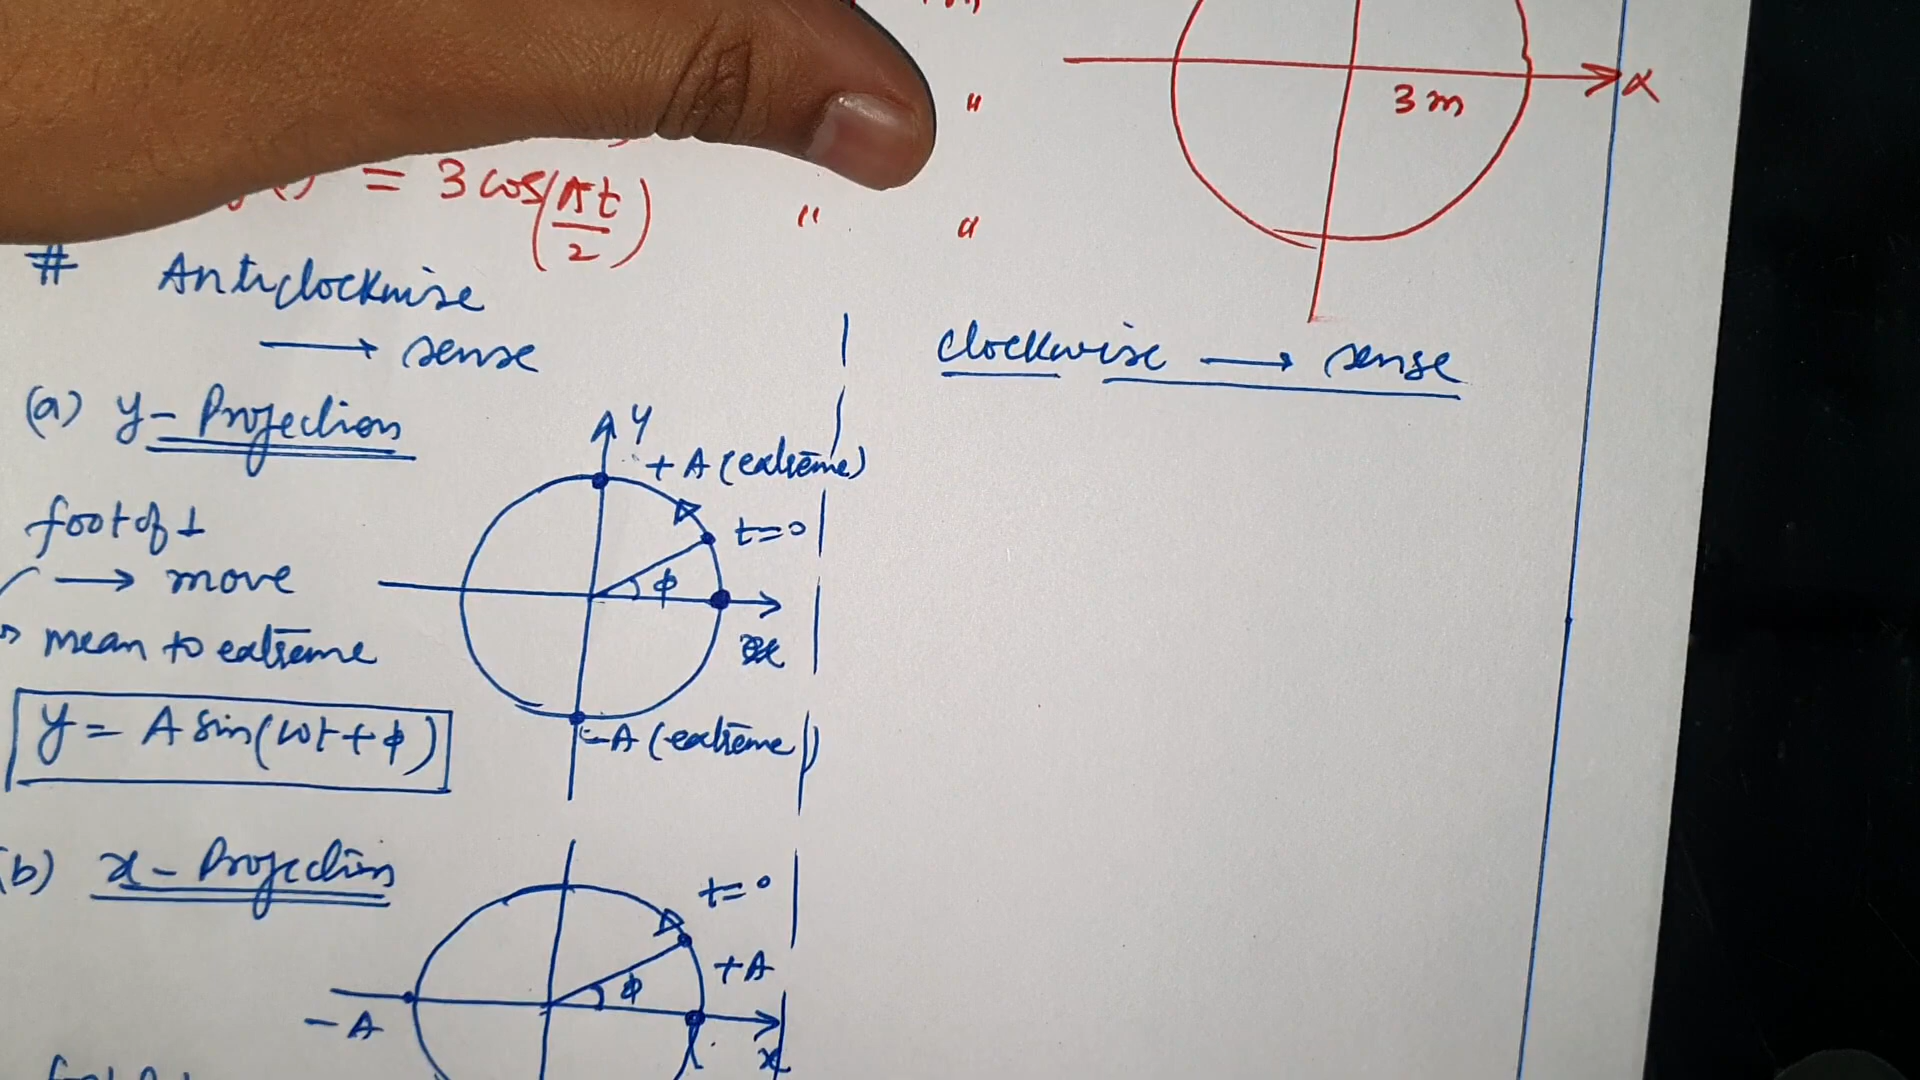 3 m
"
= 3 cos(πt/2) " "
# Anticlockwise
⟶ sense
clockwise ⟶ sense
(a) y - Projection
y
+ A (extreme)
foot of ⊥
t = 0
⟶ move
ϕ
mean to extreme
x
y = A sin(ωt + ϕ)
- A (extreme)
(b) x - Projection
t = 0
+A
ϕ
- A
x